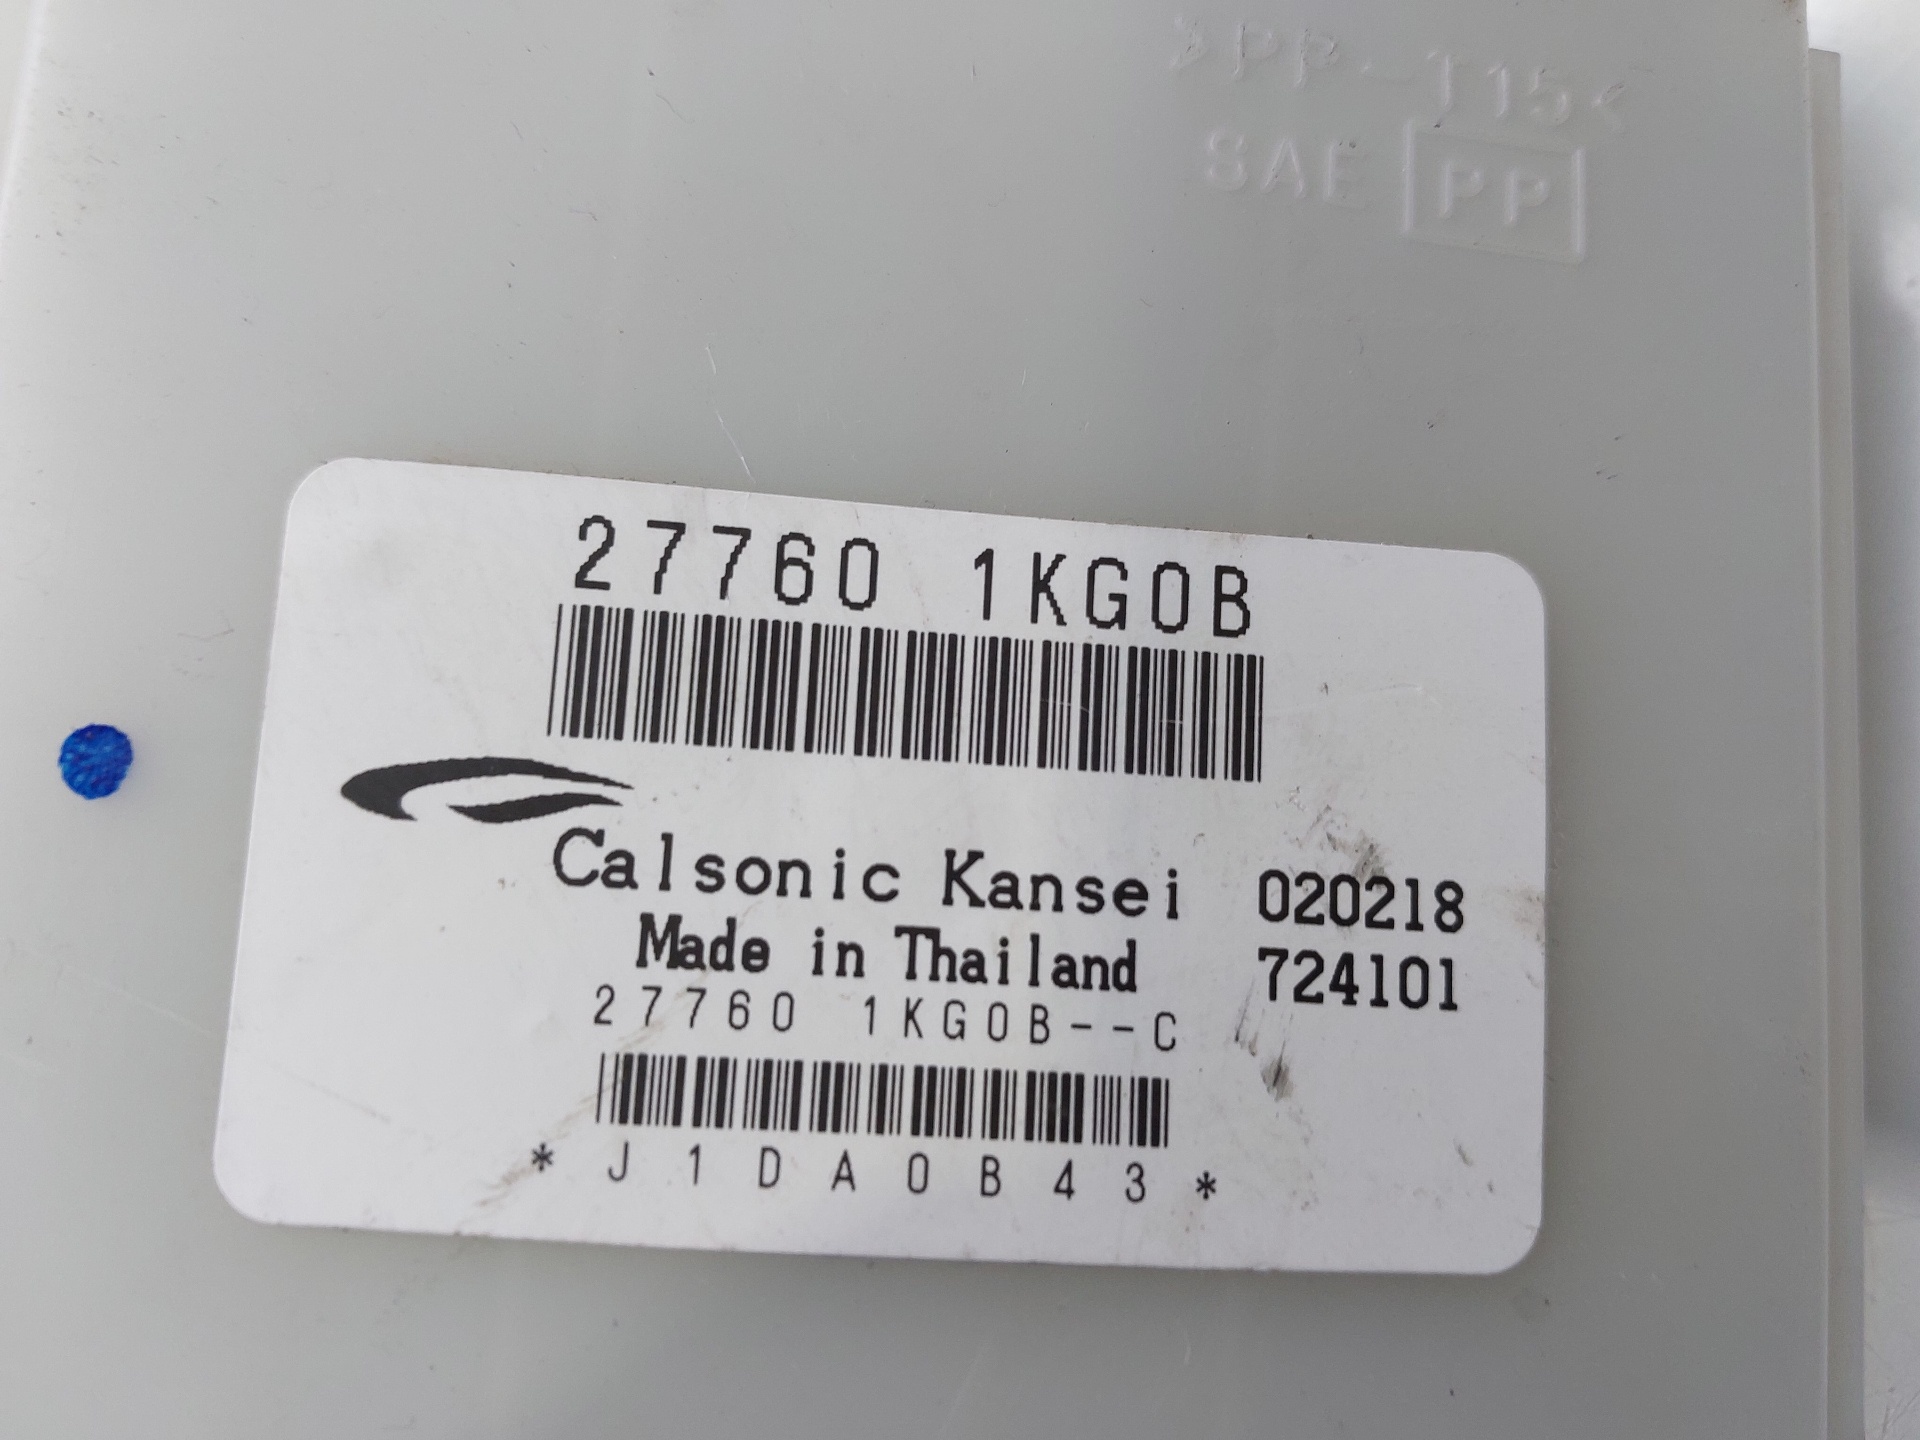 >PP-T15<
SAE PP
27760 1KG0B
Calsonic Kansei 020218
Made in Thailand 724101
27760 1KG0B--C
* J1DA0B43 *